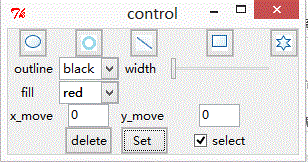 control
outline black width
fill red
x_move 0 y_move 0
delete Set select